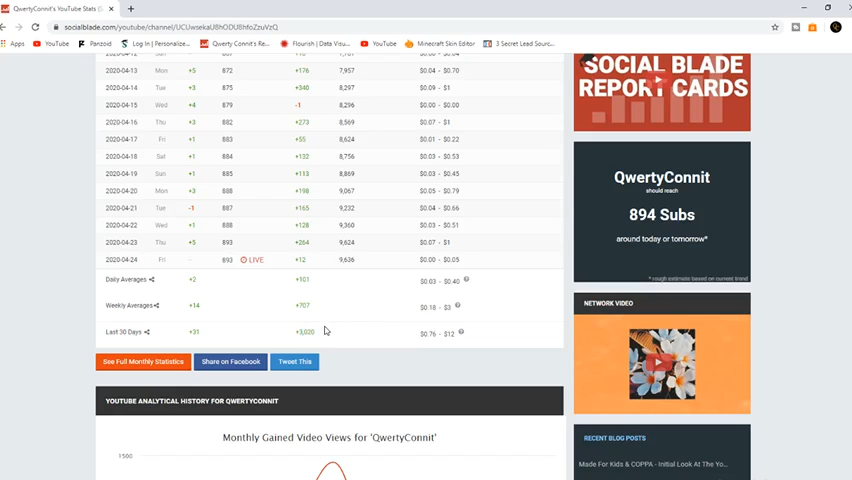 QwertyConnit's YouTube Stats (S
socialblade.com/youtube/channel/UCUwsekaU8hODU8hfoZzuVzQ
Apps YouTube Panzoid Log In | Personalize... Qwerty Connit's Re... Flourish | Data Visu... YouTube Minecraft Skin Editor 3 Secret Lead Sourc...
2020-04-13 Mon +5 872 +176 7,957 $0.04 - $0.70
2020-04-14 Tue +3 875 +340 8,297 $0.09 - $1
2020-04-15 Wed +4 879 -1 8,296 $0.00 - $0.00
2020-04-16 Thu +3 882 +273 8,569 $0.07 - $1
2020-04-17 Fri +1 883 +55 8,624 $0.01 - $0.22
2020-04-18 Sat +1 884 +132 8,756 $0.03 - $0.53
2020-04-19 Sun +1 885 +113 8,869 $0.03 - $0.45
2020-04-20 Mon +3 888 +198 9,067 $0.05 - $0.79
2020-04-21 Tue -1 887 +165 9,232 $0.04 - $0.66
2020-04-22 Wed +1 888 +128 9,360 $0.03 - $0.51
2020-04-23 Thu +5 893 +264 9,624 $0.07 - $1
2020-04-24 Fri - 893 LIVE +12 9,636 $0.00 - $0.05
Daily Averages +2 +101 $0.03 - $0.40
Weekly Averages +14 +707 $0.18 - $3
Last 30 Days +31 +3,020 $0.76 - $12
See Full Monthly Statistics Share on Facebook Tweet This
YOUTUBE ANALYTICAL HISTORY FOR QWERTYCONNIT
Monthly Gained Video Views for 'QwertyConnit'
1500
SOCIAL BLADE
REPORT CARDS
QwertyConnit
should reach
894 Subs
around today or tomorrow*
* rough estimate based on current trend
NETWORK VIDEO
RECENT BLOG POSTS
Made For Kids & COPPA - Initial Look At The Yo...